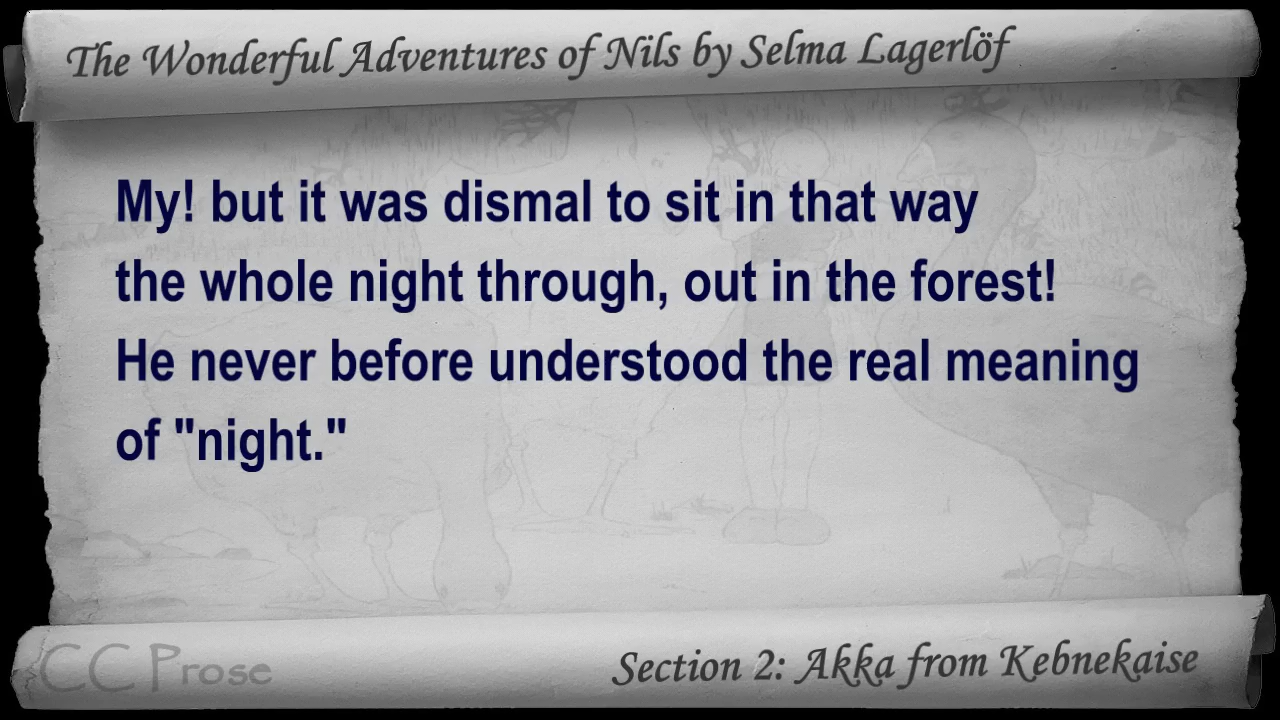 The Wonderful Adventures of Nils by Selma Lagerlöf
My! but it was dismal to sit in that way
the whole night through, out in the forest!
He never before understood the real meaning
of "night."
CC Prose
Section 2: Akka from Kebnekaise